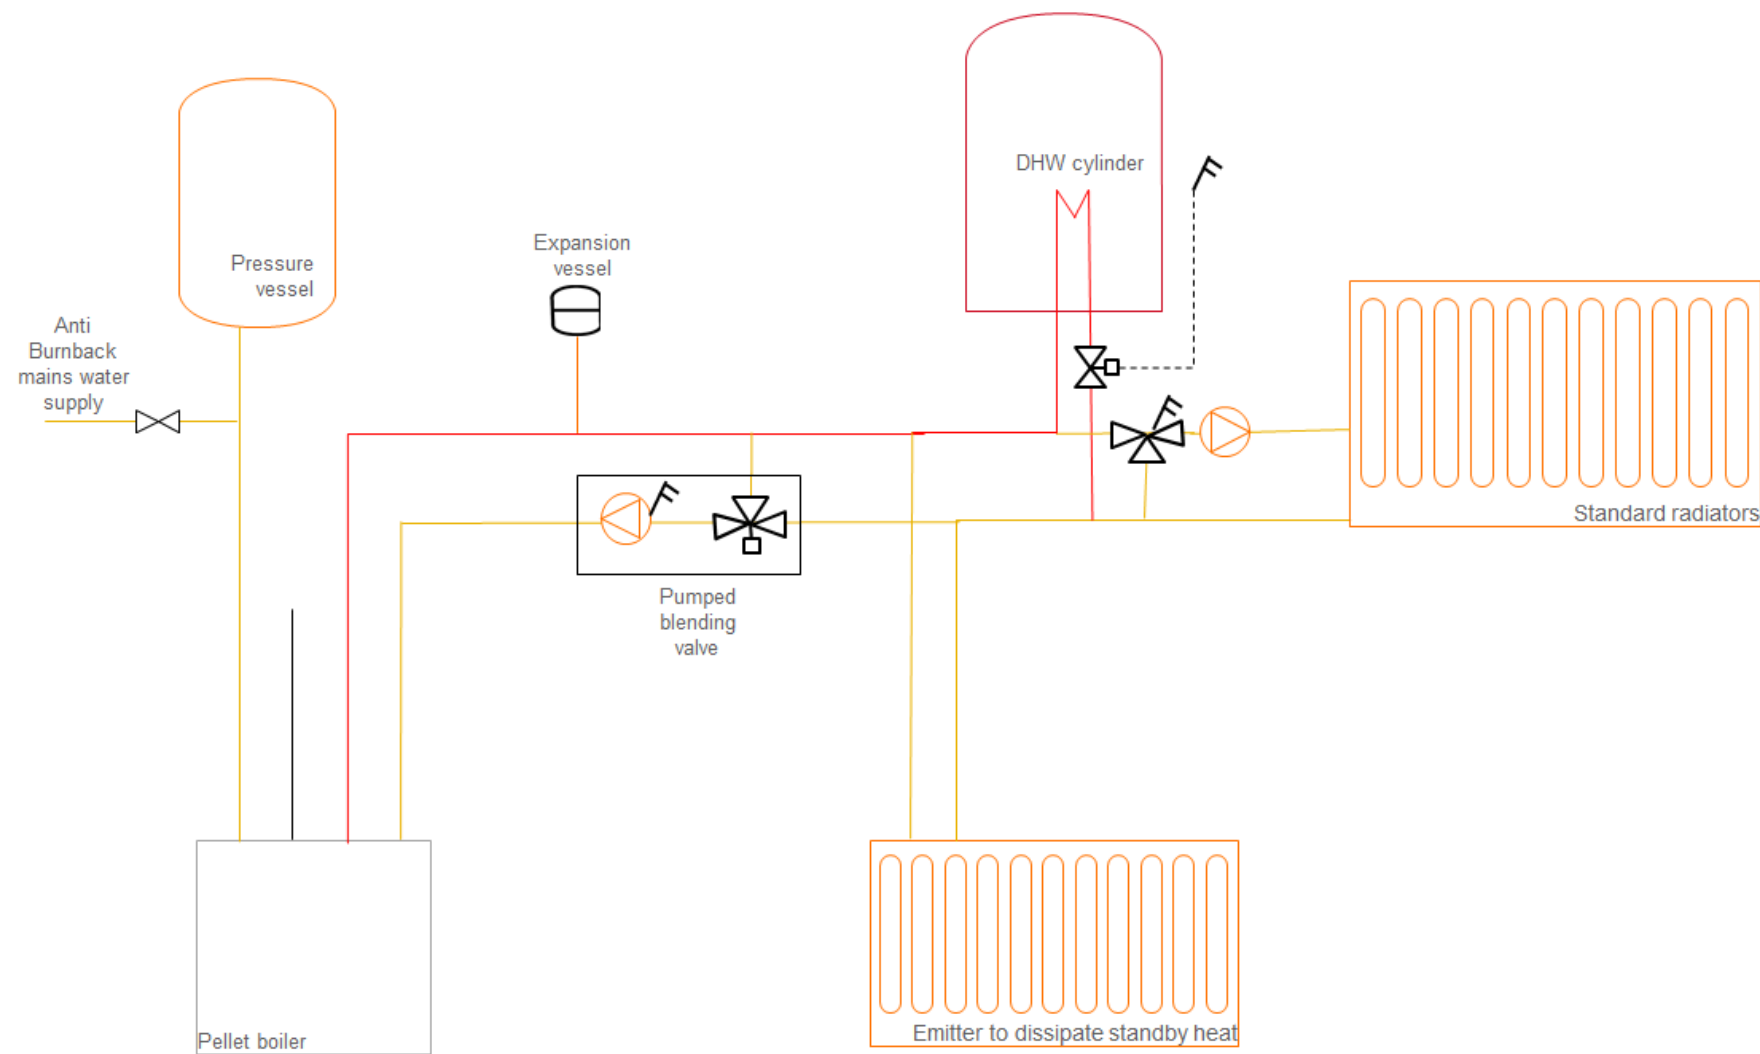 DHW cylinder
Expansion
vessel
Pressure
vessel
Anti
Burnback
mains water
supply
Standard radiators
Pumped
blending
valve
Pellet boiler
Emitter to dissipate standby heat